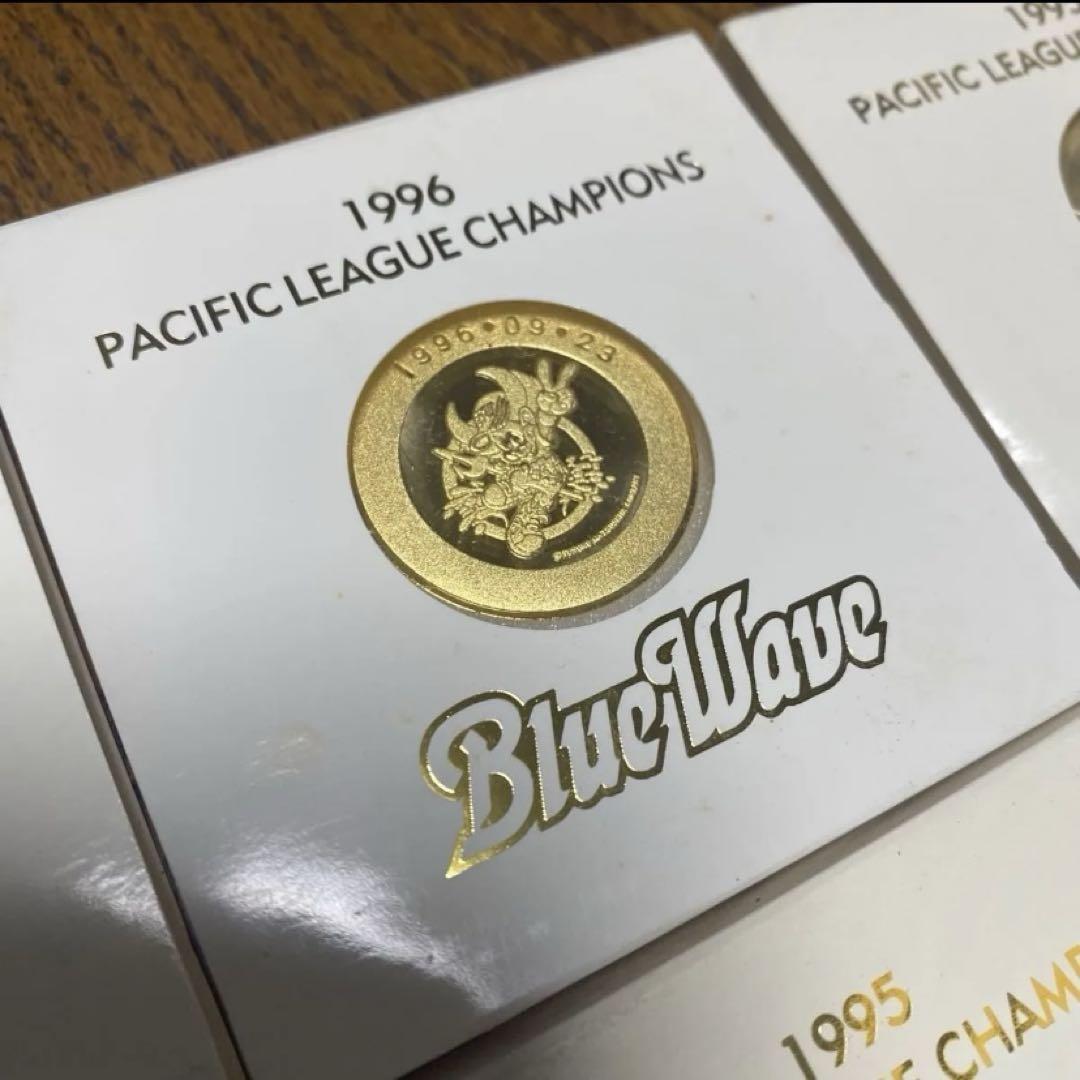 1996
PACIFIC LEAGUE CHAMPIONS
1996•09•23
BlueWave
PACIFIC LEAGU
1995
CHAMP